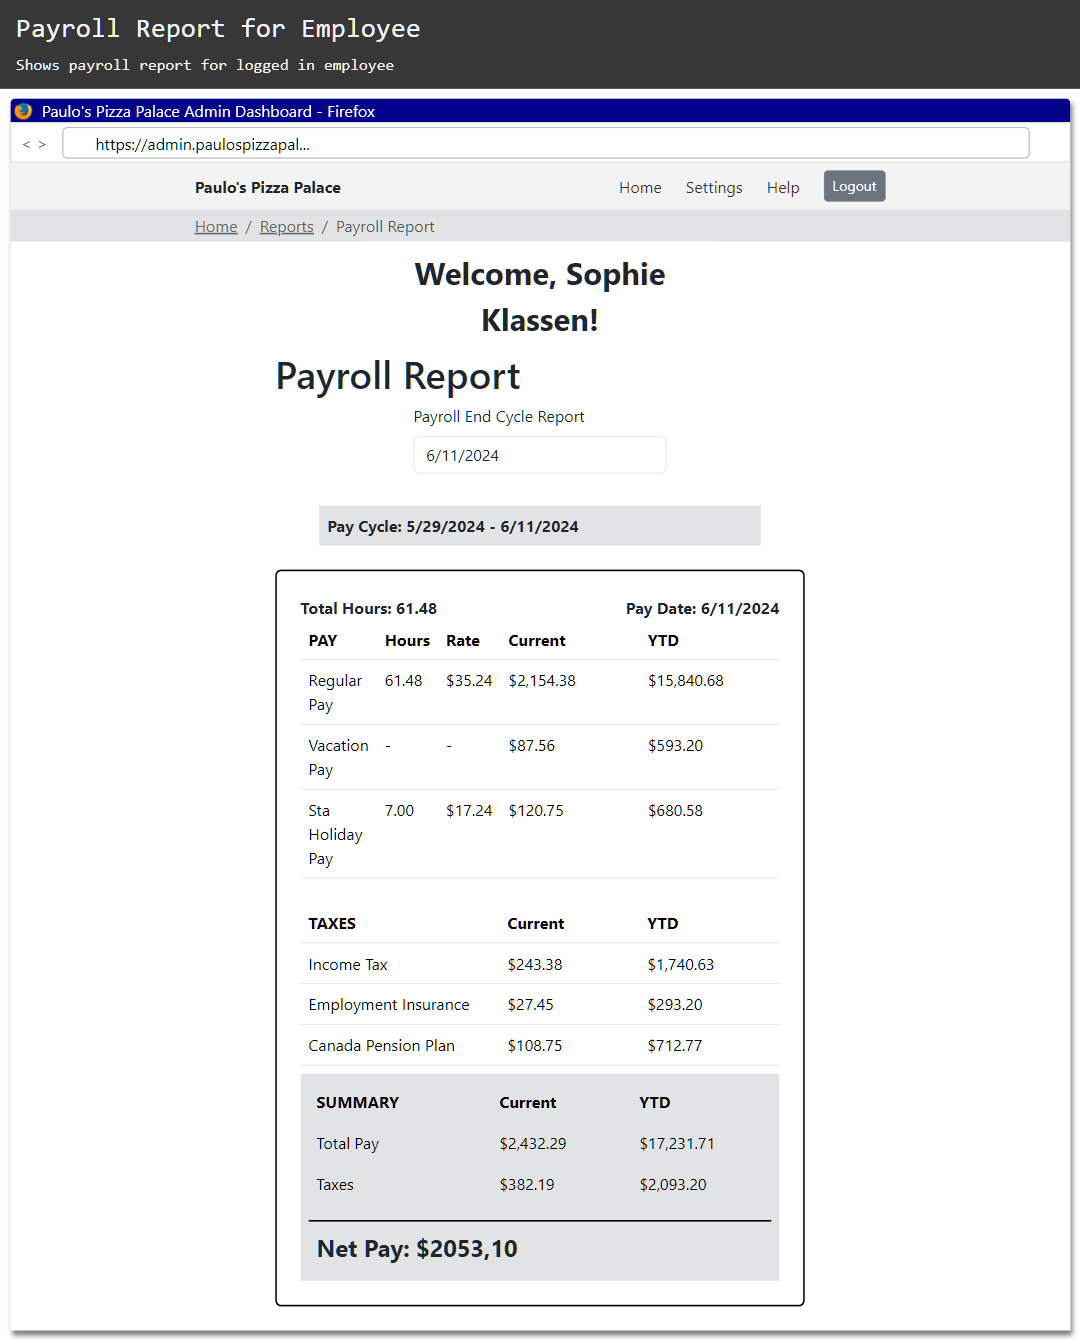 Payroll Report for Employee
Shows payroll report for logged in employee
Paulo's Pizza Palace Admin Dashboard - Firefox
< > https://admin.paulospizzapal...
Paulo's Pizza Palace Home Settings Help Logout
Home / Reports / Payroll Report
Welcome, Sophie
Klassen!
Payroll Report
Payroll End Cycle Report
6/11/2024
Pay Cycle: 5/29/2024 - 6/11/2024
Total Hours: 61.48 Pay Date: 6/11/2024
PAY Hours Rate Current YTD
Regular 61.48 $35.24 $2,154.38 $15,840.68
Pay
Vacation - - $87.56 $593.20
Pay
Sta 7.00 $17.24 $120.75 $680.58
Holiday
Pay
TAXES Current YTD
Income Tax $243.38 $1,740.63
Employment Insurance $27.45 $293.20
Canada Pension Plan $108.75 $712.77
SUMMARY Current YTD
Total Pay $2,432.29 $17,231.71
Taxes $382.19 $2,093.20
Net Pay: $2053,10